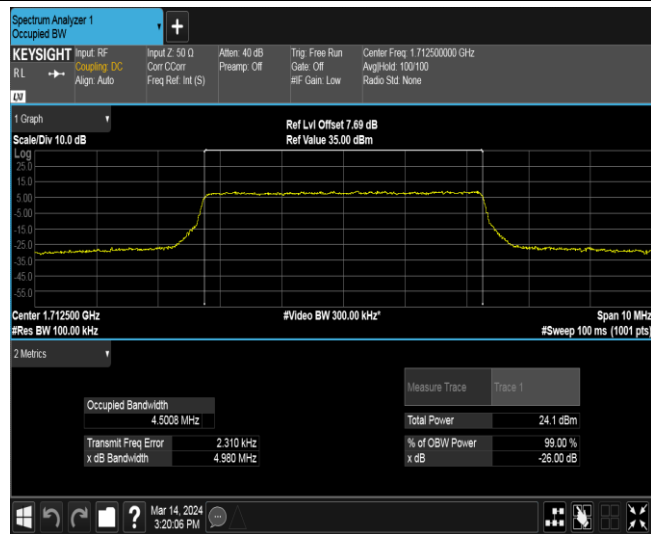 Spectrum Analyzer 1
Occupied BW
+
KEYSIGHT
RL
LXI
Input: RF
Coupling: DC
Align: Auto
Input Z: 50 Ω
Corr CCorr
Freq Ref: Int (S)
Atten: 40 dB
Preamp: Off
Trig: Free Run
Gate: Off
#IF Gain: Low
Center Freq: 1.712500000 GHz
Avg|Hold: 100/100
Radio Std: None
1 Graph
Scale/Div 10.0 dB
Ref Lvl Offset 7.69 dB
Ref Value 35.00 dBm
Log
25.0
15.0
5.00
-5.00
-15.0
-25.0
-35.0
-45.0
-55.0
Center 1.712500 GHz
#Res BW 100.00 kHz
#Video BW 300.00 kHz*
Span 10 MHz
#Sweep 100 ms (1001 pts)
2 Metrics
Measure Trace
Trace 1
Occupied Bandwidth
4.5008 MHz
Total Power
24.1 dBm
Transmit Freq Error
2.310 kHz
% of OBW Power
99.00 %
x dB Bandwidth
4.980 MHz
x dB
-26.00 dB
?
Mar 14, 2024
3:20:06 PM